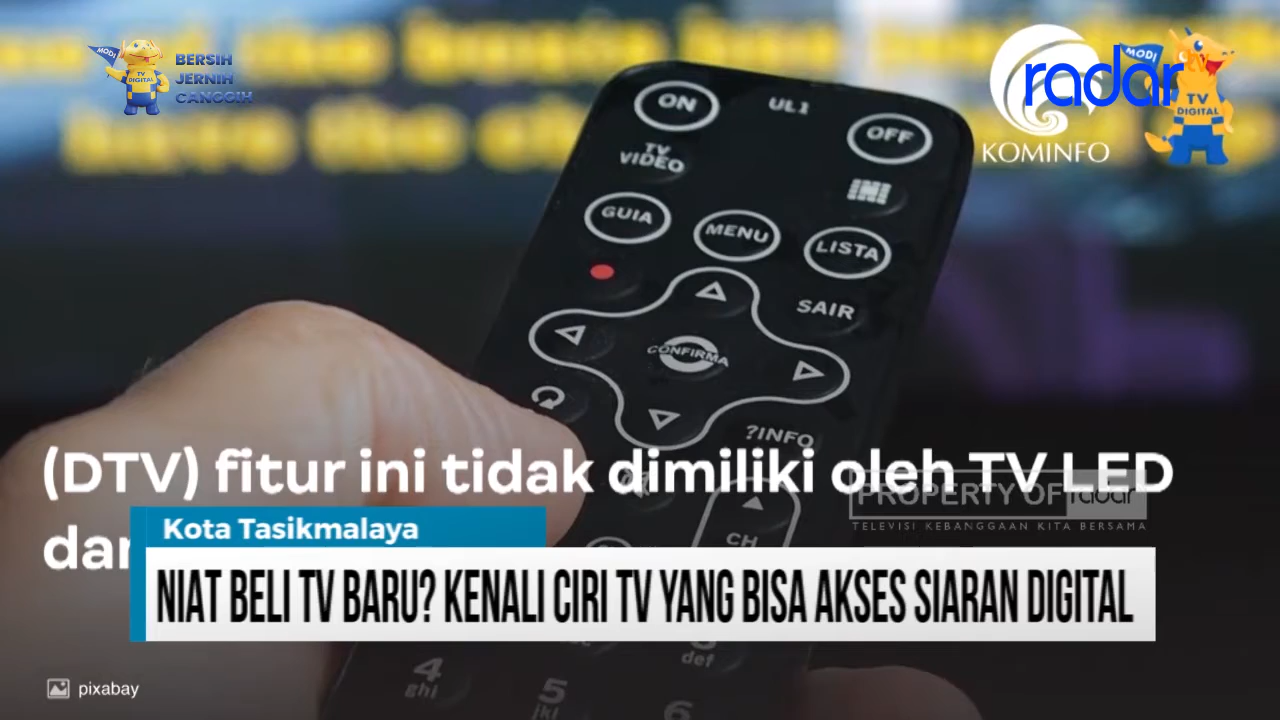 MODI
TV
DIGITAL
BERSIH
JERNIH
CANGGIH
KOMINFO
radar
MODI
TV
DIGITAL
ON
UL1
OFF
TV
VIDEO
GUIA
MENU
LISTA
SAIR
CONFIRMA
?INFO
CH
(DTV) fitur ini tidak dimiliki oleh TV LED
PROPERTY OF radar
TELEVISI KEBANGGAAN KITA BERSAMA
Kota Tasikmalaya
NIAT BELI TV BARU? KENALI CIRI TV YANG BISA AKSES SIARAN DIGITAL
def
4
ghi
5
jkl
6
pixabay